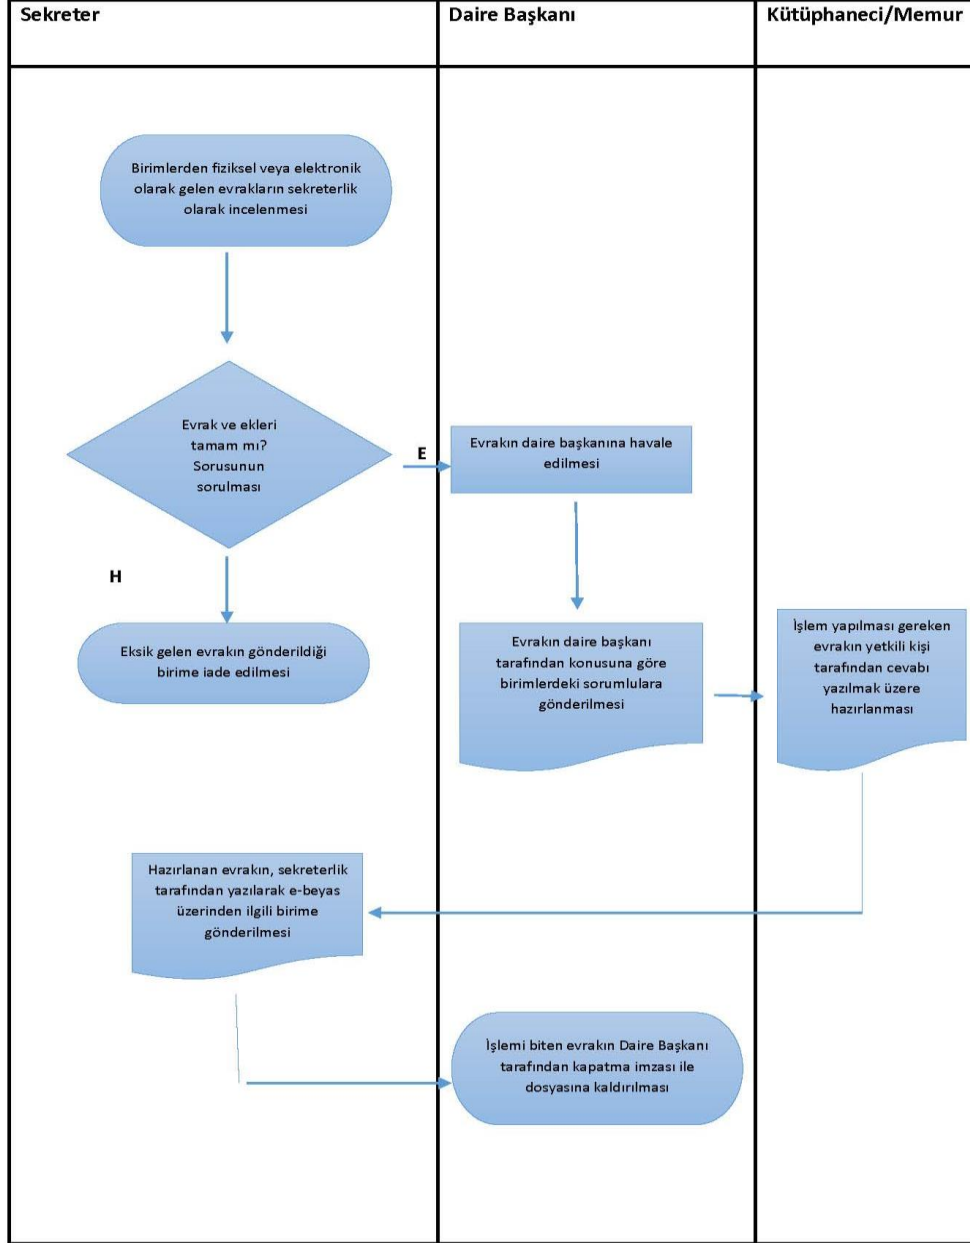 Sekreter
Daire Başkanı
Kütüphaneci/Memur
Birimlerden fiziksel veya elektronik
olarak gelen evrakların sekreterlik
olarak incelenmesi
Evrak ve ekleri
tamam mı?
Sorusunun
sorulması
E
Evrakın daire başkanına havale
edilmesi
H
Eksik gelen evrakın gönderildiği
birime iade edilmesi
Evrakın daire başkanı
tarafından konusuna göre
birimlerdeki sorumlulara
gönderilmesi
İşlem yapılması gereken
evrakın yetkili kişi
tarafından cevabı
yazılmak üzere
hazırlanması
Hazırlanan evrakın, sekreterlik
tarafından yazılarak e-beyas
üzerinden ilgili birime
gönderilmesi
İşlemi biten evrakın Daire Başkanı
tarafından kapatma imzası ile
dosyasına kaldırılması